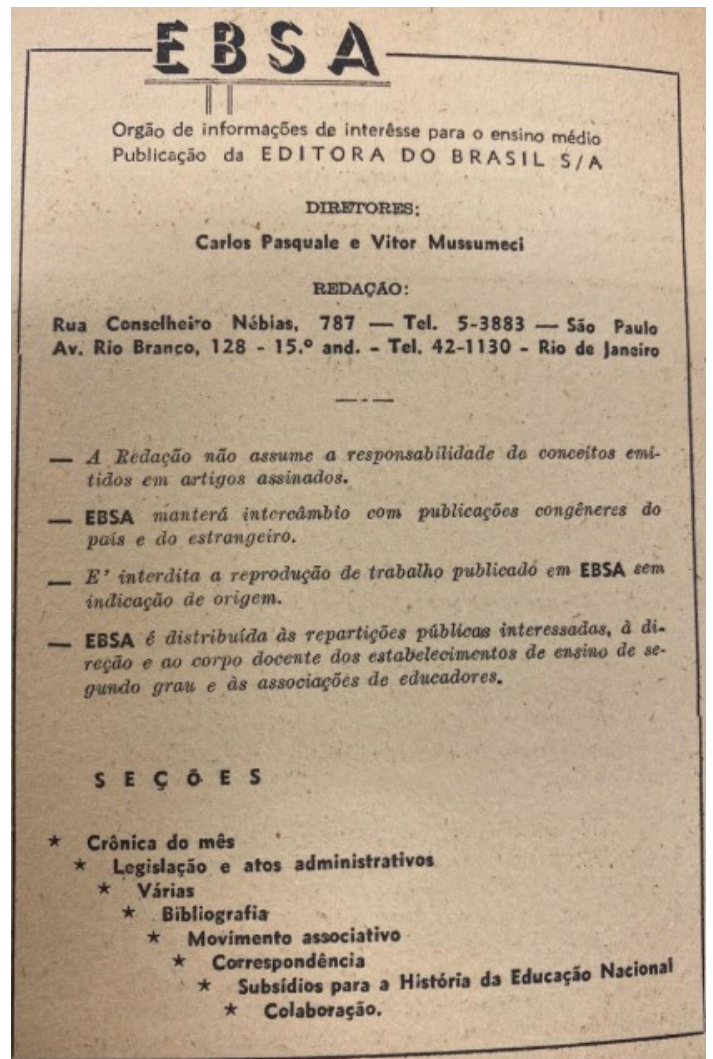 EBSA
Orgão de informações de interêsse para o ensino médio
Publicação da EDITORA DO BRASIL S/A
DIRETORES:
Carlos Pasquale e Vitor Mussumeci
REDAÇÃO:
Rua Conselheiro Nébias, 787 — Tel. 5-3883 — São Paulo
Av. Rio Branco, 128 - 15.º and. - Tel. 42-1130 - Rio de Janeiro
— A Redação não assume a responsabilidade de conceitos emi-
tidos em artigos assinados.
— EBSA manterá intercâmbio com publicações congêneres do
país e do estrangeiro.
— E' interdita a reprodução de trabalho publicado em EBSA sem
indicação de origem.
— EBSA é distribuída às repartições públicas interessadas, à di-
reção e ao corpo docente dos estabelecimentos de ensino de se-
gundo grau e às associações de educadores.
SEÇÕES
★ Crônica do mês
★ Legislação e atos administrativos
★ Várias
★ Bibliografia
★ Movimento associativo
★ Correspondência
★ Subsídios para a História da Educação Nacional
★ Colaboração.